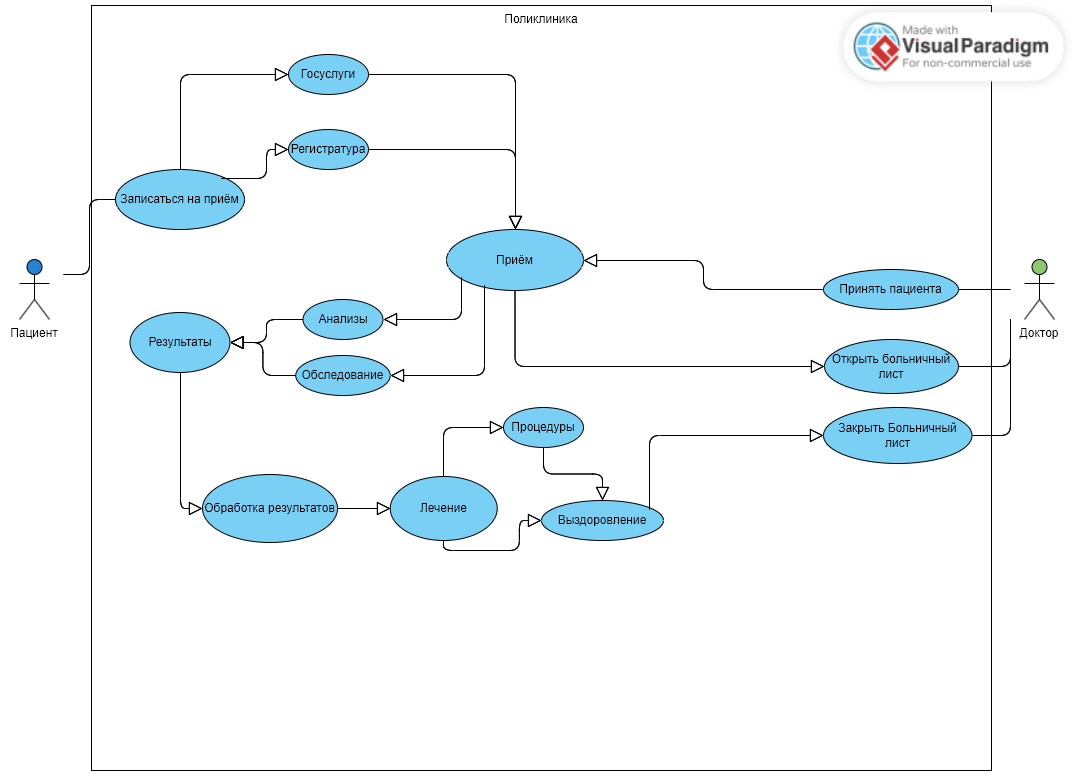 Поликлиника
Made with
Visual Paradigm
For non-commercial use
Госуслуги
Регистратура
Записаться на приём
Приём
Принять пациента
Пациент
Доктор
Анализы
Результаты
Обследование
Открыть больничный
лист
Процедуры
Закрыть Больничный
лист
Обработка результатов
Лечение
Выздоровление